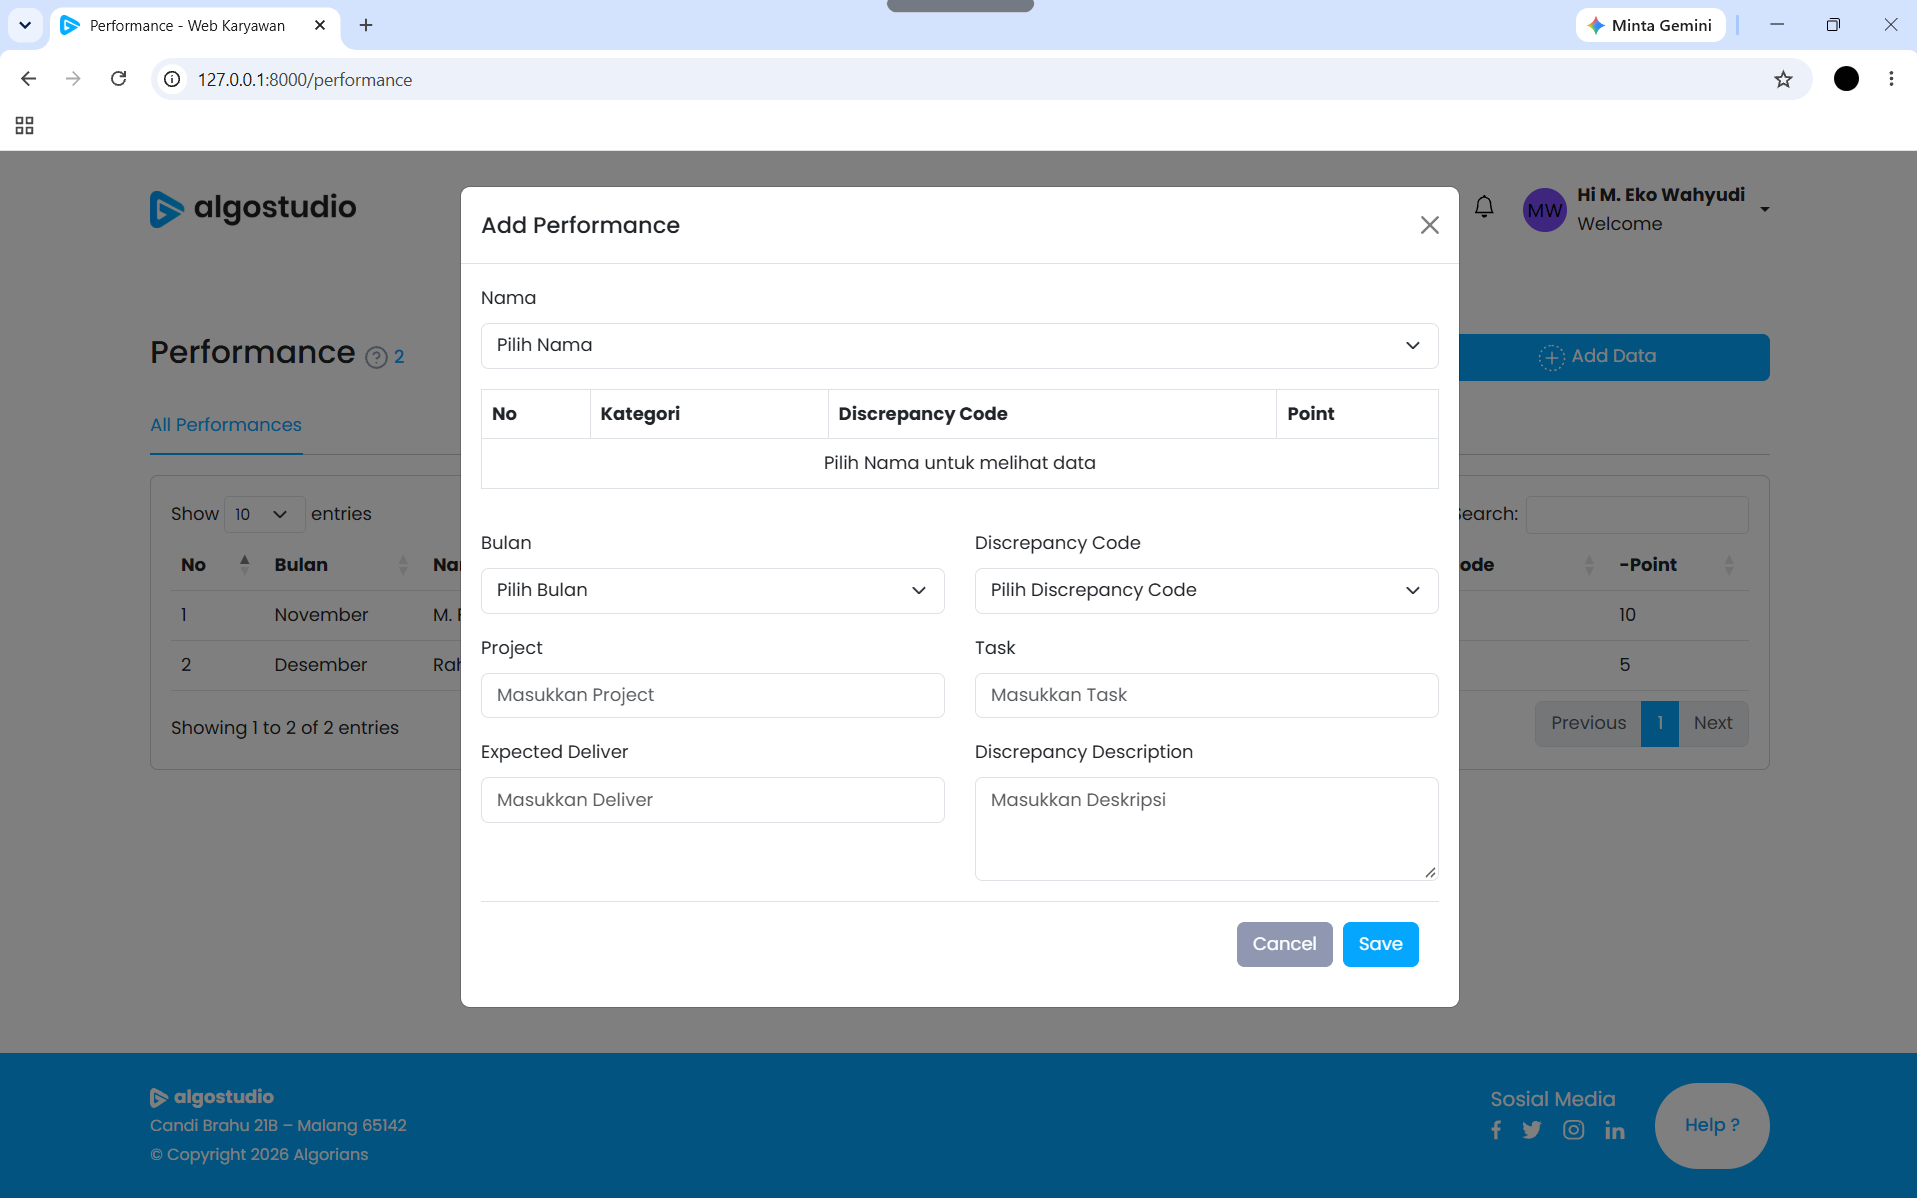 Performance - Web Karyawan
Minta Gemini
127.0.0.1:8000/performance
algostudio
MW
Hi M. Eko Wahyudi
Welcome
Performance
? 2
Add Data
All Performances
Show 10 entries
Search:
No Bulan Na ode -Point
1 November M. 10
2 Desember Rah 5
Showing 1 to 2 of 2 entries
Previous 1 Next
Add Performance
Nama
Pilih Nama
No Kategori Discrepancy Code Point
Pilih Nama untuk melihat data
Bulan Discrepancy Code
Pilih Bulan Pilih Discrepancy Code
Project Task
Masukkan Project Masukkan Task
Expected Deliver Discrepancy Description
Masukkan Deliver Masukkan Deskripsi
Cancel Save
algostudio
Candi Brahu 21B – Malang 65142
© Copyright 2026 Algorians
Sosial Media
Help ?